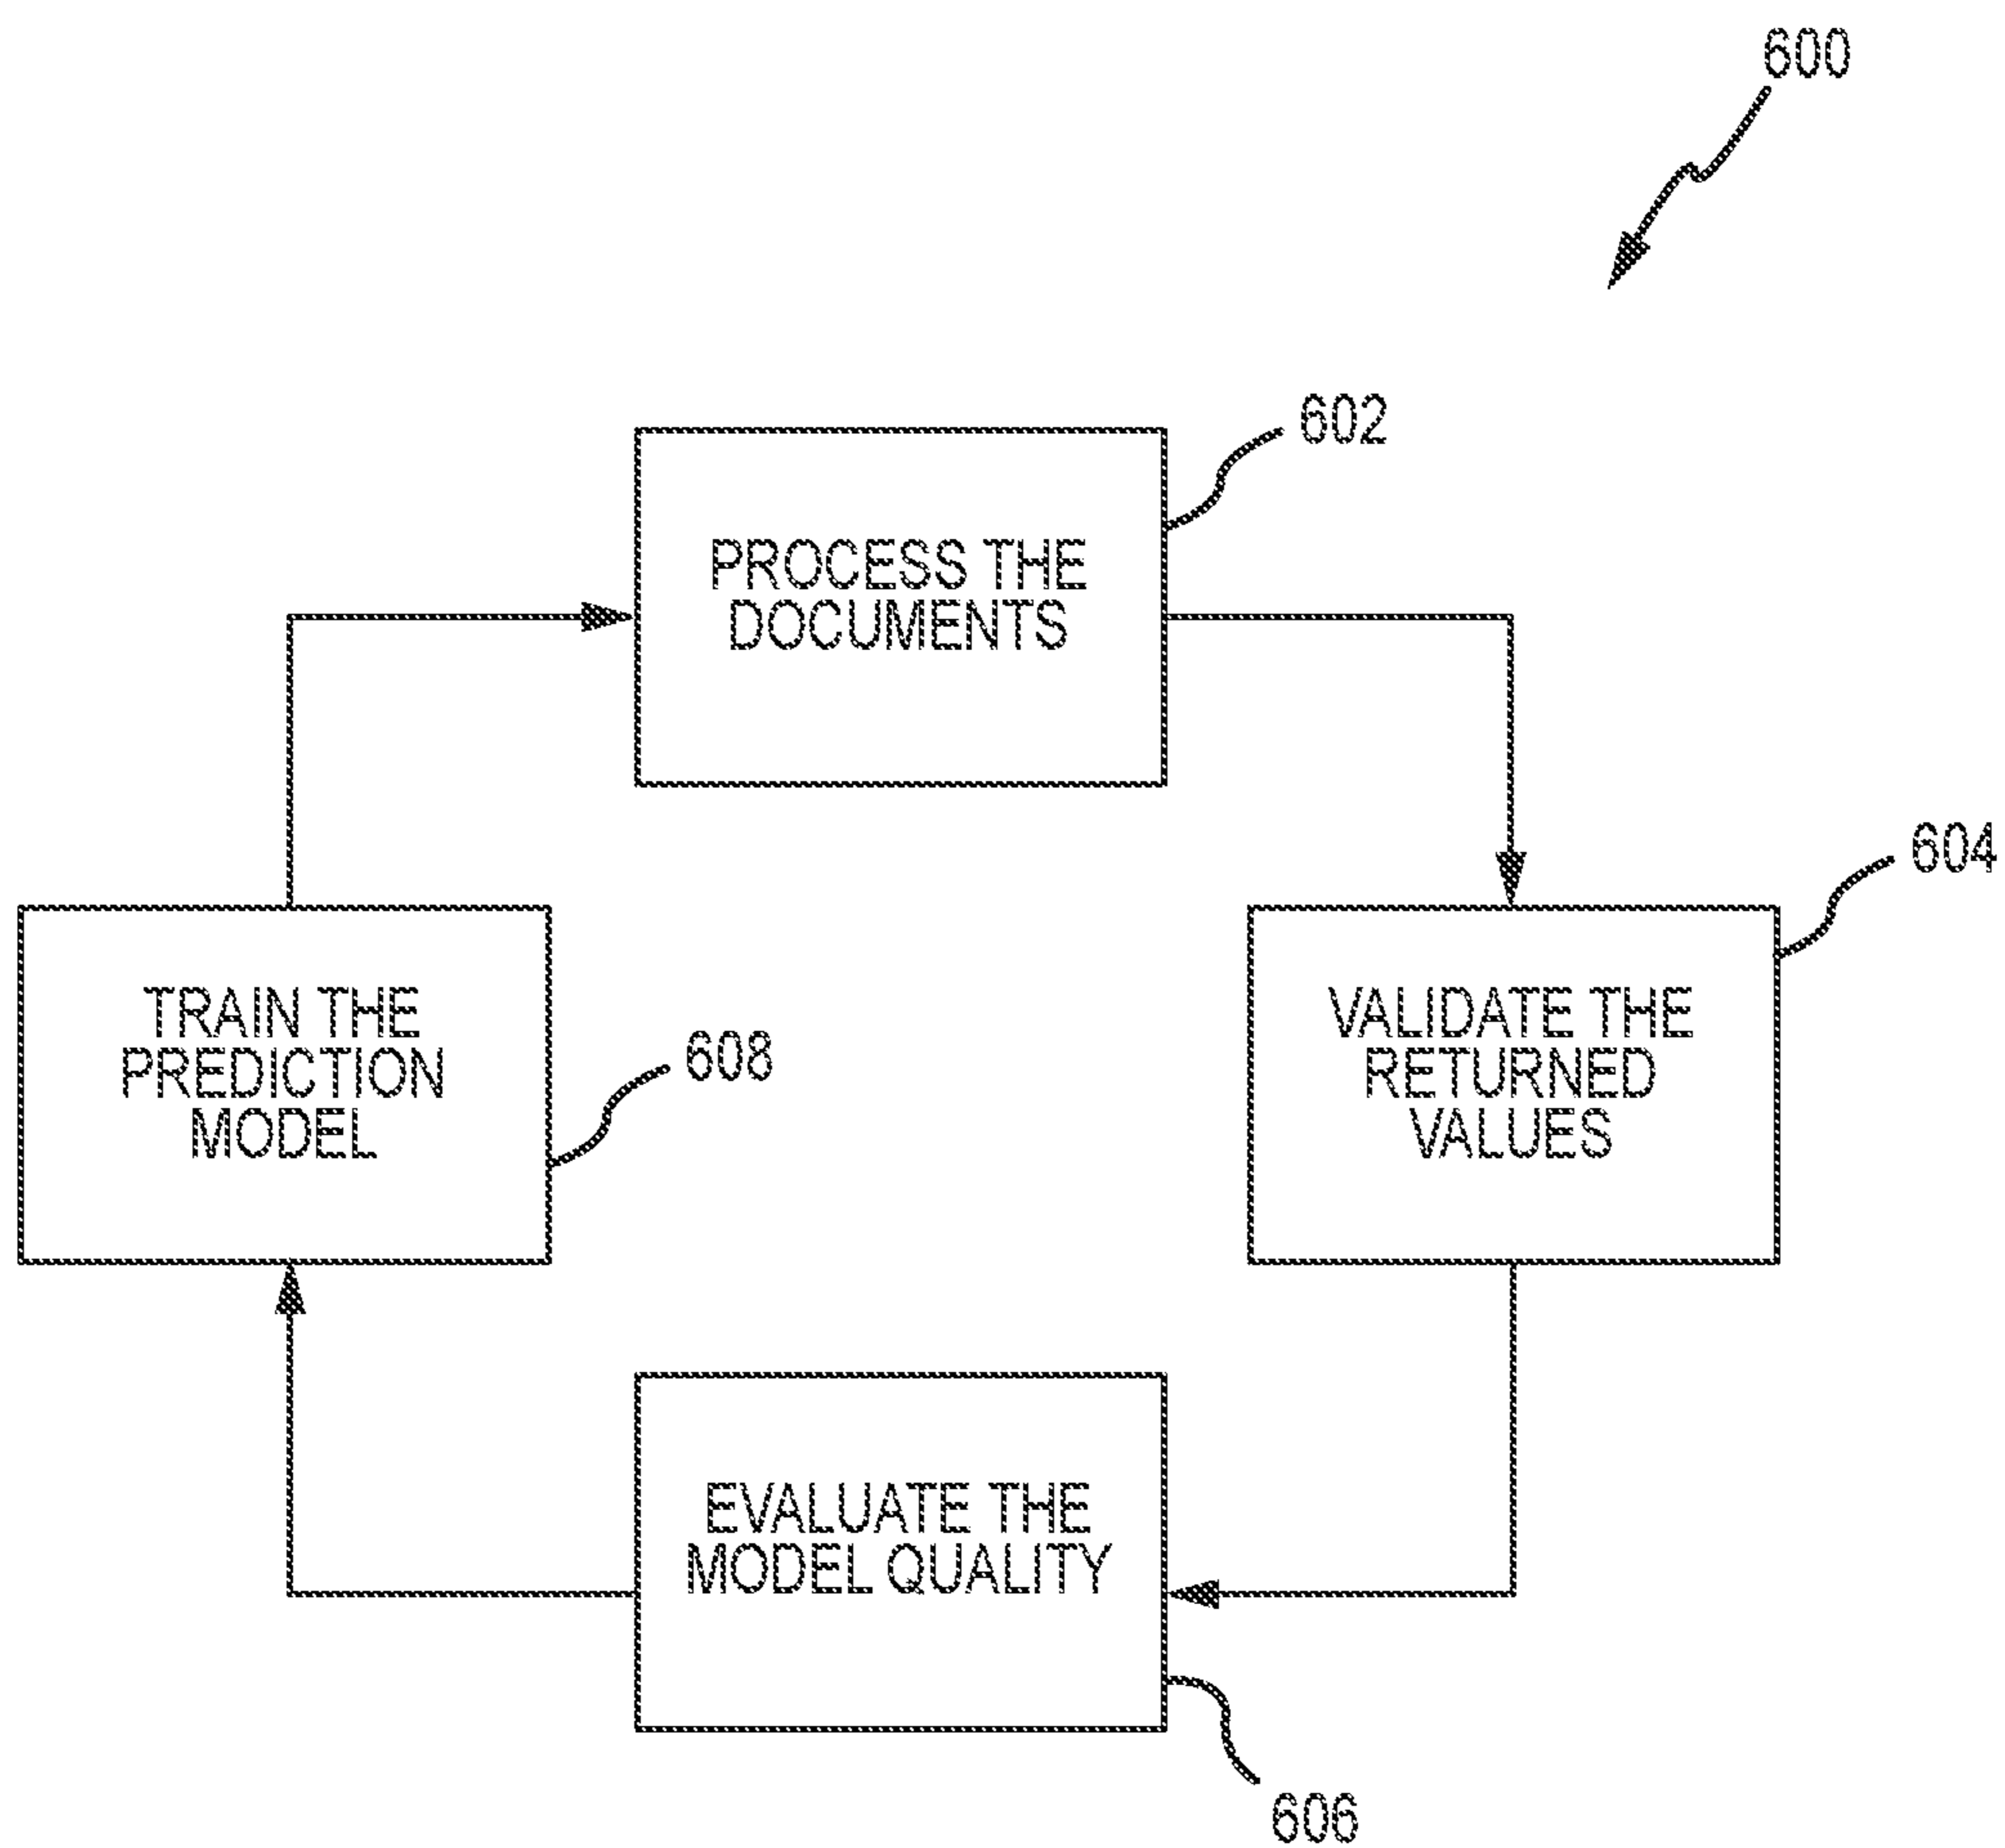 600
602
PROCESS THE
DOCUMENTS
604
TRAIN THE
PREDICTION
MODEL
608
VALIDATE THE
RETURNED
VALUES
EVALUATE THE
MODEL QUALITY
606